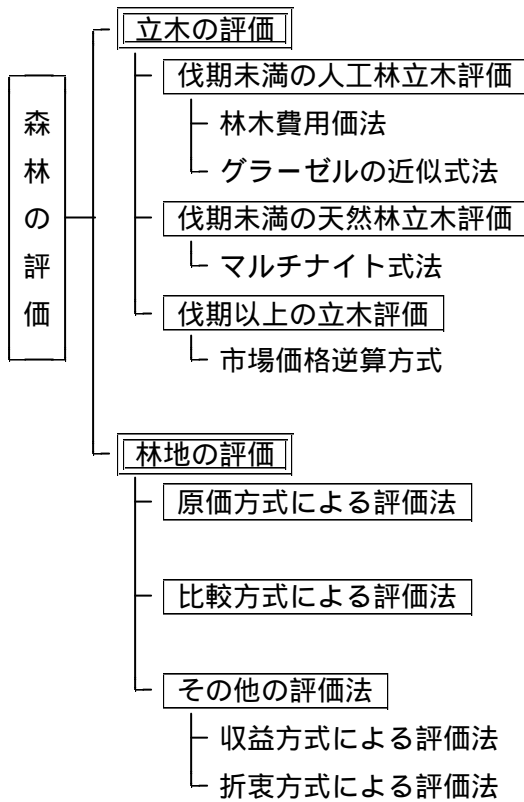 森林の評価
立木の評価
伐期未満の人工林立木評価
林木費用価法
グラーゼルの近似式法
伐期未満の天然林立木評価
マルチナイト式法
伐期以上の立木評価
市場価格逆算方式
林地の評価
原価方式による評価法
比較方式による評価法
その他の評価法
収益方式による評価法
折衷方式による評価法